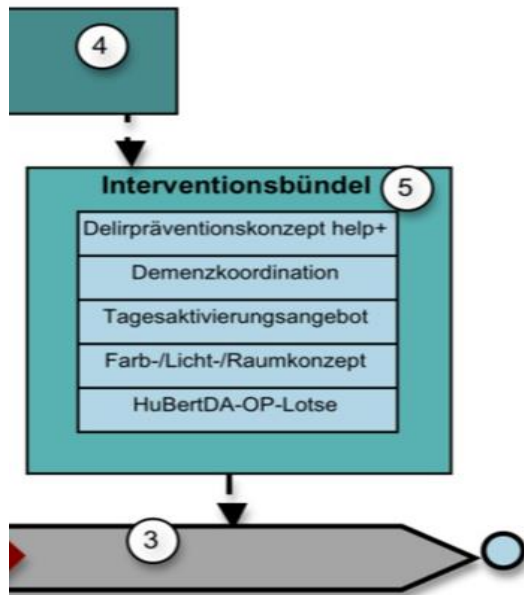 4
Interventionsbündel
5
Delirpräventionskonzept help+
Demenzkoordination
Tagesaktivierungsangebot
Farb-/Licht-/Raumkonzept
HuBertDA-OP-Lotse
3